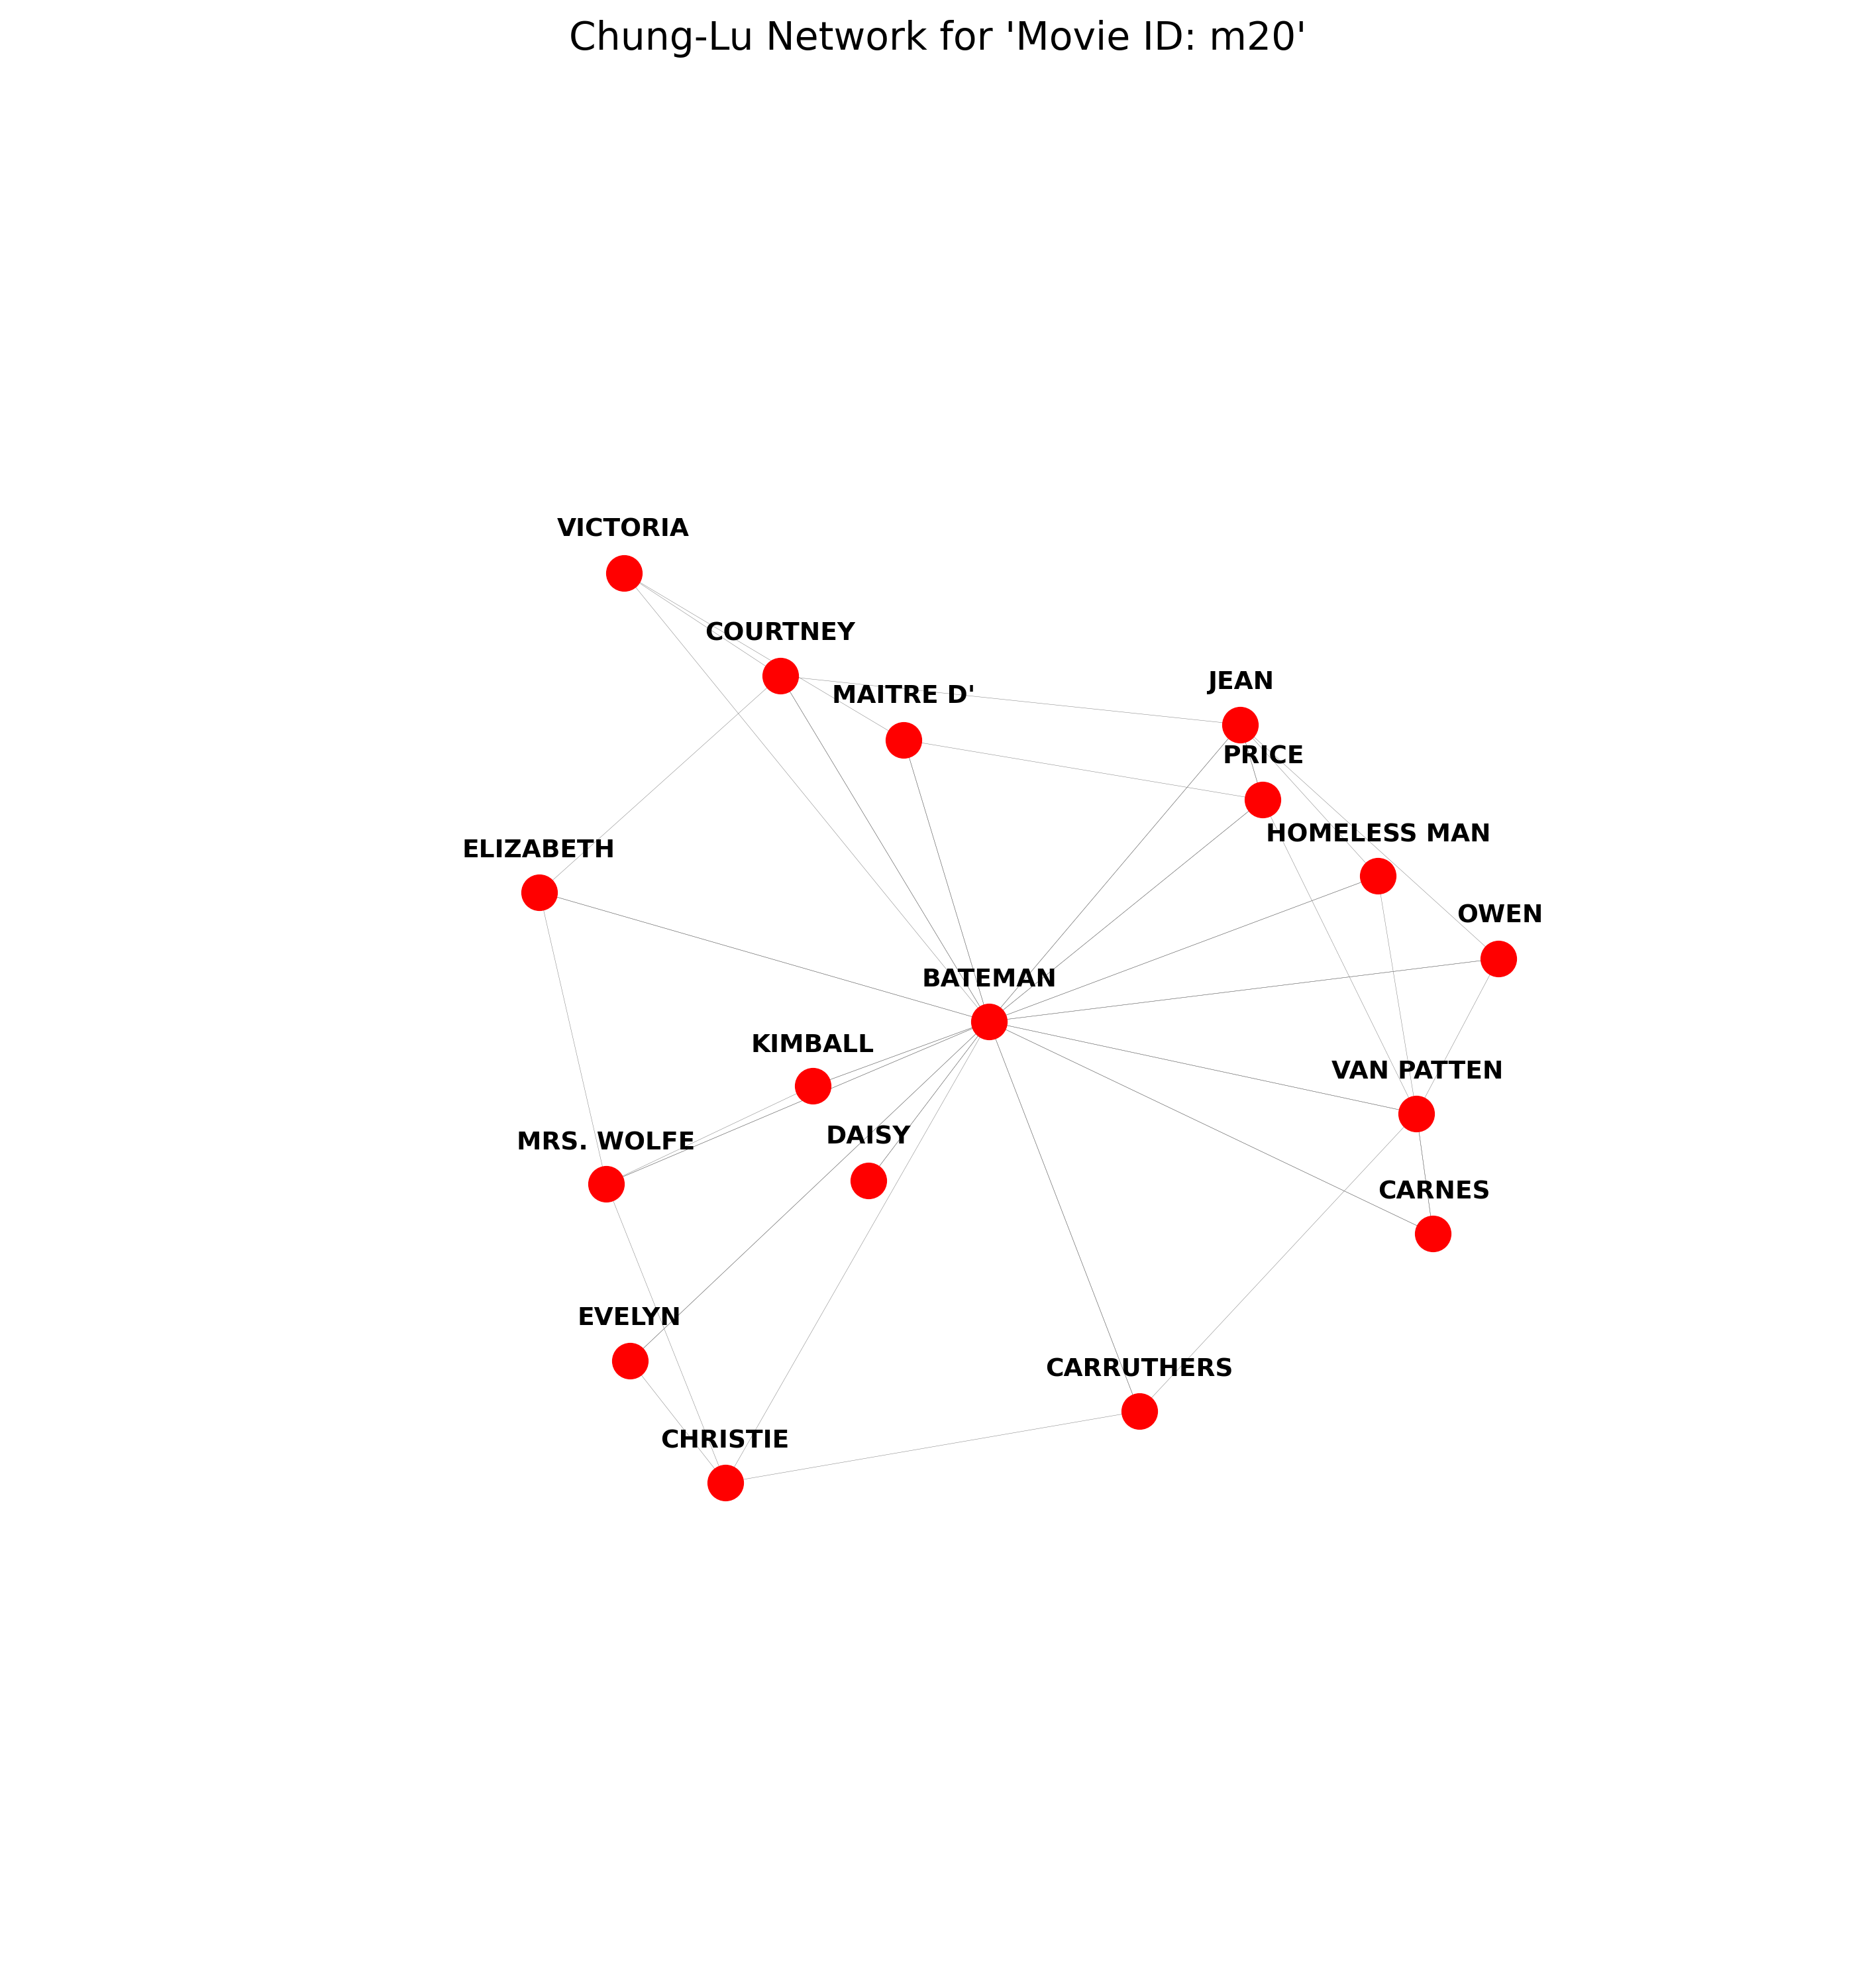 Chung-Lu Network for 'Movie ID: m20'
VICTORIA
COURTNEY
MAITRE D'
JEAN
PRICE
HOMELESS MAN
ELIZABETH
OWEN
BATEMAN
KIMBALL
VAN PATTEN
DAISY
MRS. WOLFE
CARNES
EVELYN
CARRUTHERS
CHRISTIE